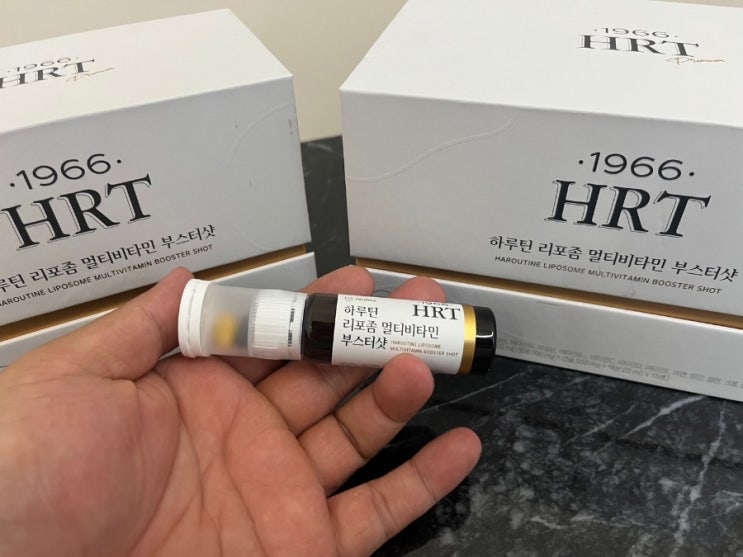 1966
HRT
Premium
·1966·
HRT
하루틴 리포좀 멀티비타민 부스터샷
HAROUTINE LIPOSOME MULTIVITAMIN BOOSTER SHOT
1966
HRT
Premium
·1966·
HRT
하루틴 리포좀 멀티비타민 부스터샷
HAROUTINE LIPOSOME MULTIVITAMIN BOOSTER SHOT
1966
HRT
하루틴
리포좀 멀티비타민
부스터샷
HAROUTINE LIPOSOME
MULTIVITAMIN BOOSTER SHOT